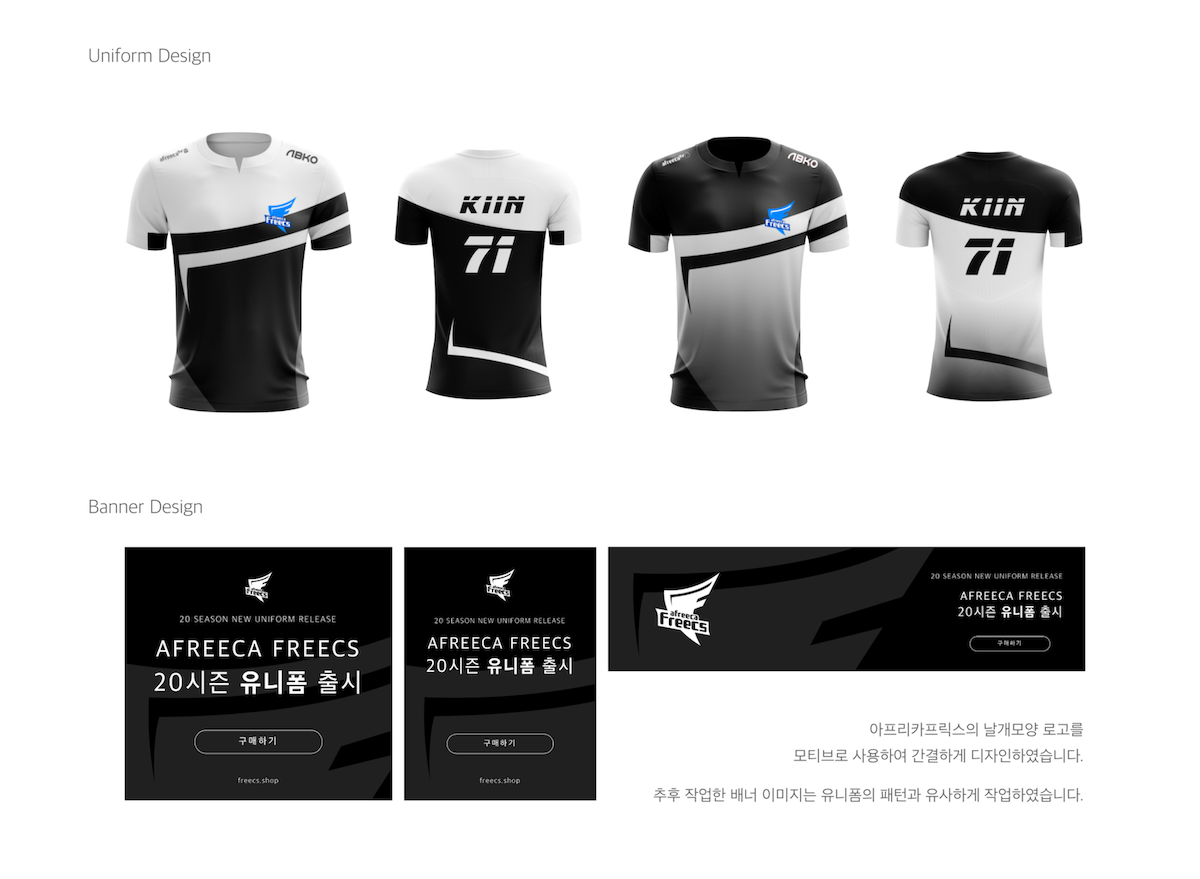 Uniform Design
afreecatv
ABKO
afreeca
Freecs
KIIN
71
afreecatv
ABKO
afreeca
Freecs
KIIN
71
Banner Design
afreeca
Freecs
20 SEASON NEW UNIFORM RELEASE
AFREECA FREECS
20시즌 유니폼 출시
구매하기
freecs.shop
afreeca
Freecs
20 SEASON NEW UNIFORM RELEASE
AFREECA FREECS
20시즌 유니폼 출시
구매하기
freecs.shop
afreeca
Freecs
20 SEASON NEW UNIFORM RELEASE
AFREECA FREECS
20시즌 유니폼 출시
구매하기
아프리카프릭스의 날개모양 로고를
모티브로 사용하여 간결하게 디자인하였습니다.
추후 작업한 배너 이미지는 유니폼의 패턴과 유사하게 작업하였습니다.